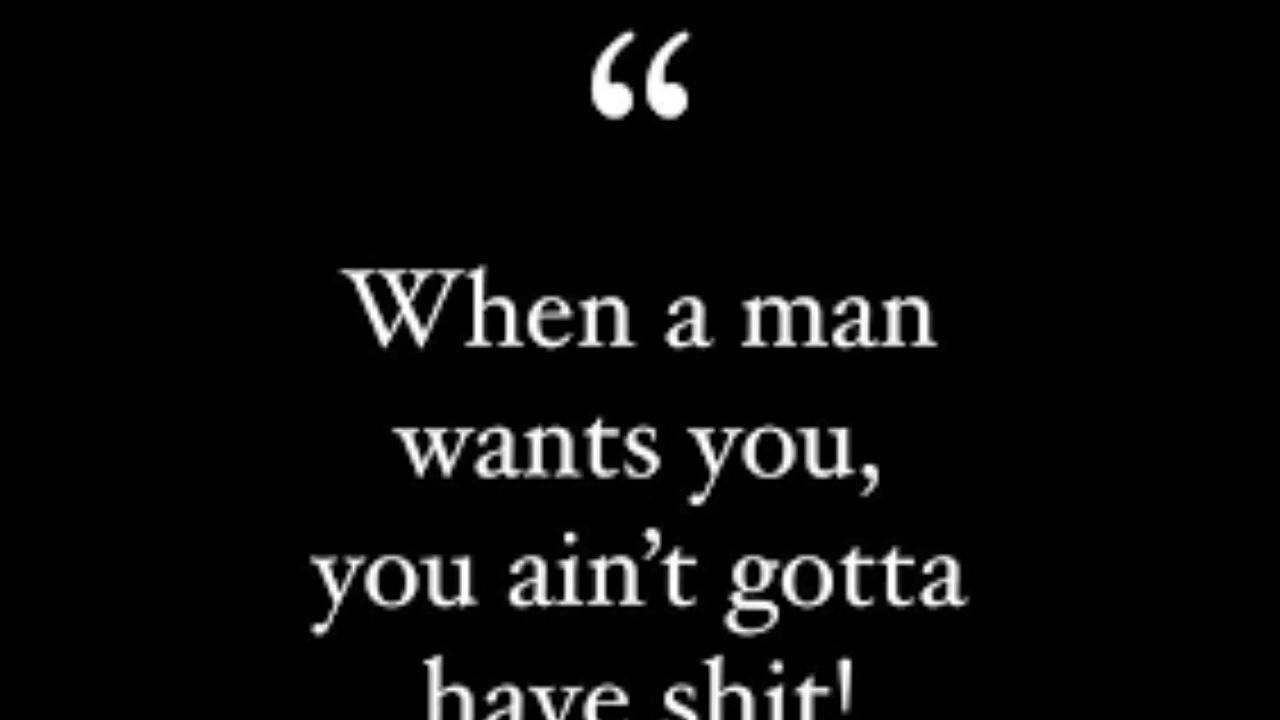 “
When a man
wants you,
you ain’t gotta
have shit!